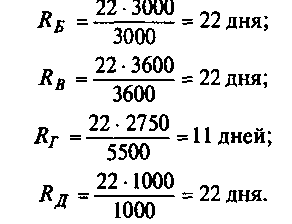 R_Б = 22 · 3000 / 3000 = 22 дня;
R_В = 22 · 3600 / 3600 = 22 дня;
R_Г = 22 · 2750 / 5500 = 11 дней;
R_Д = 22 · 1000 / 1000 = 22 дня.